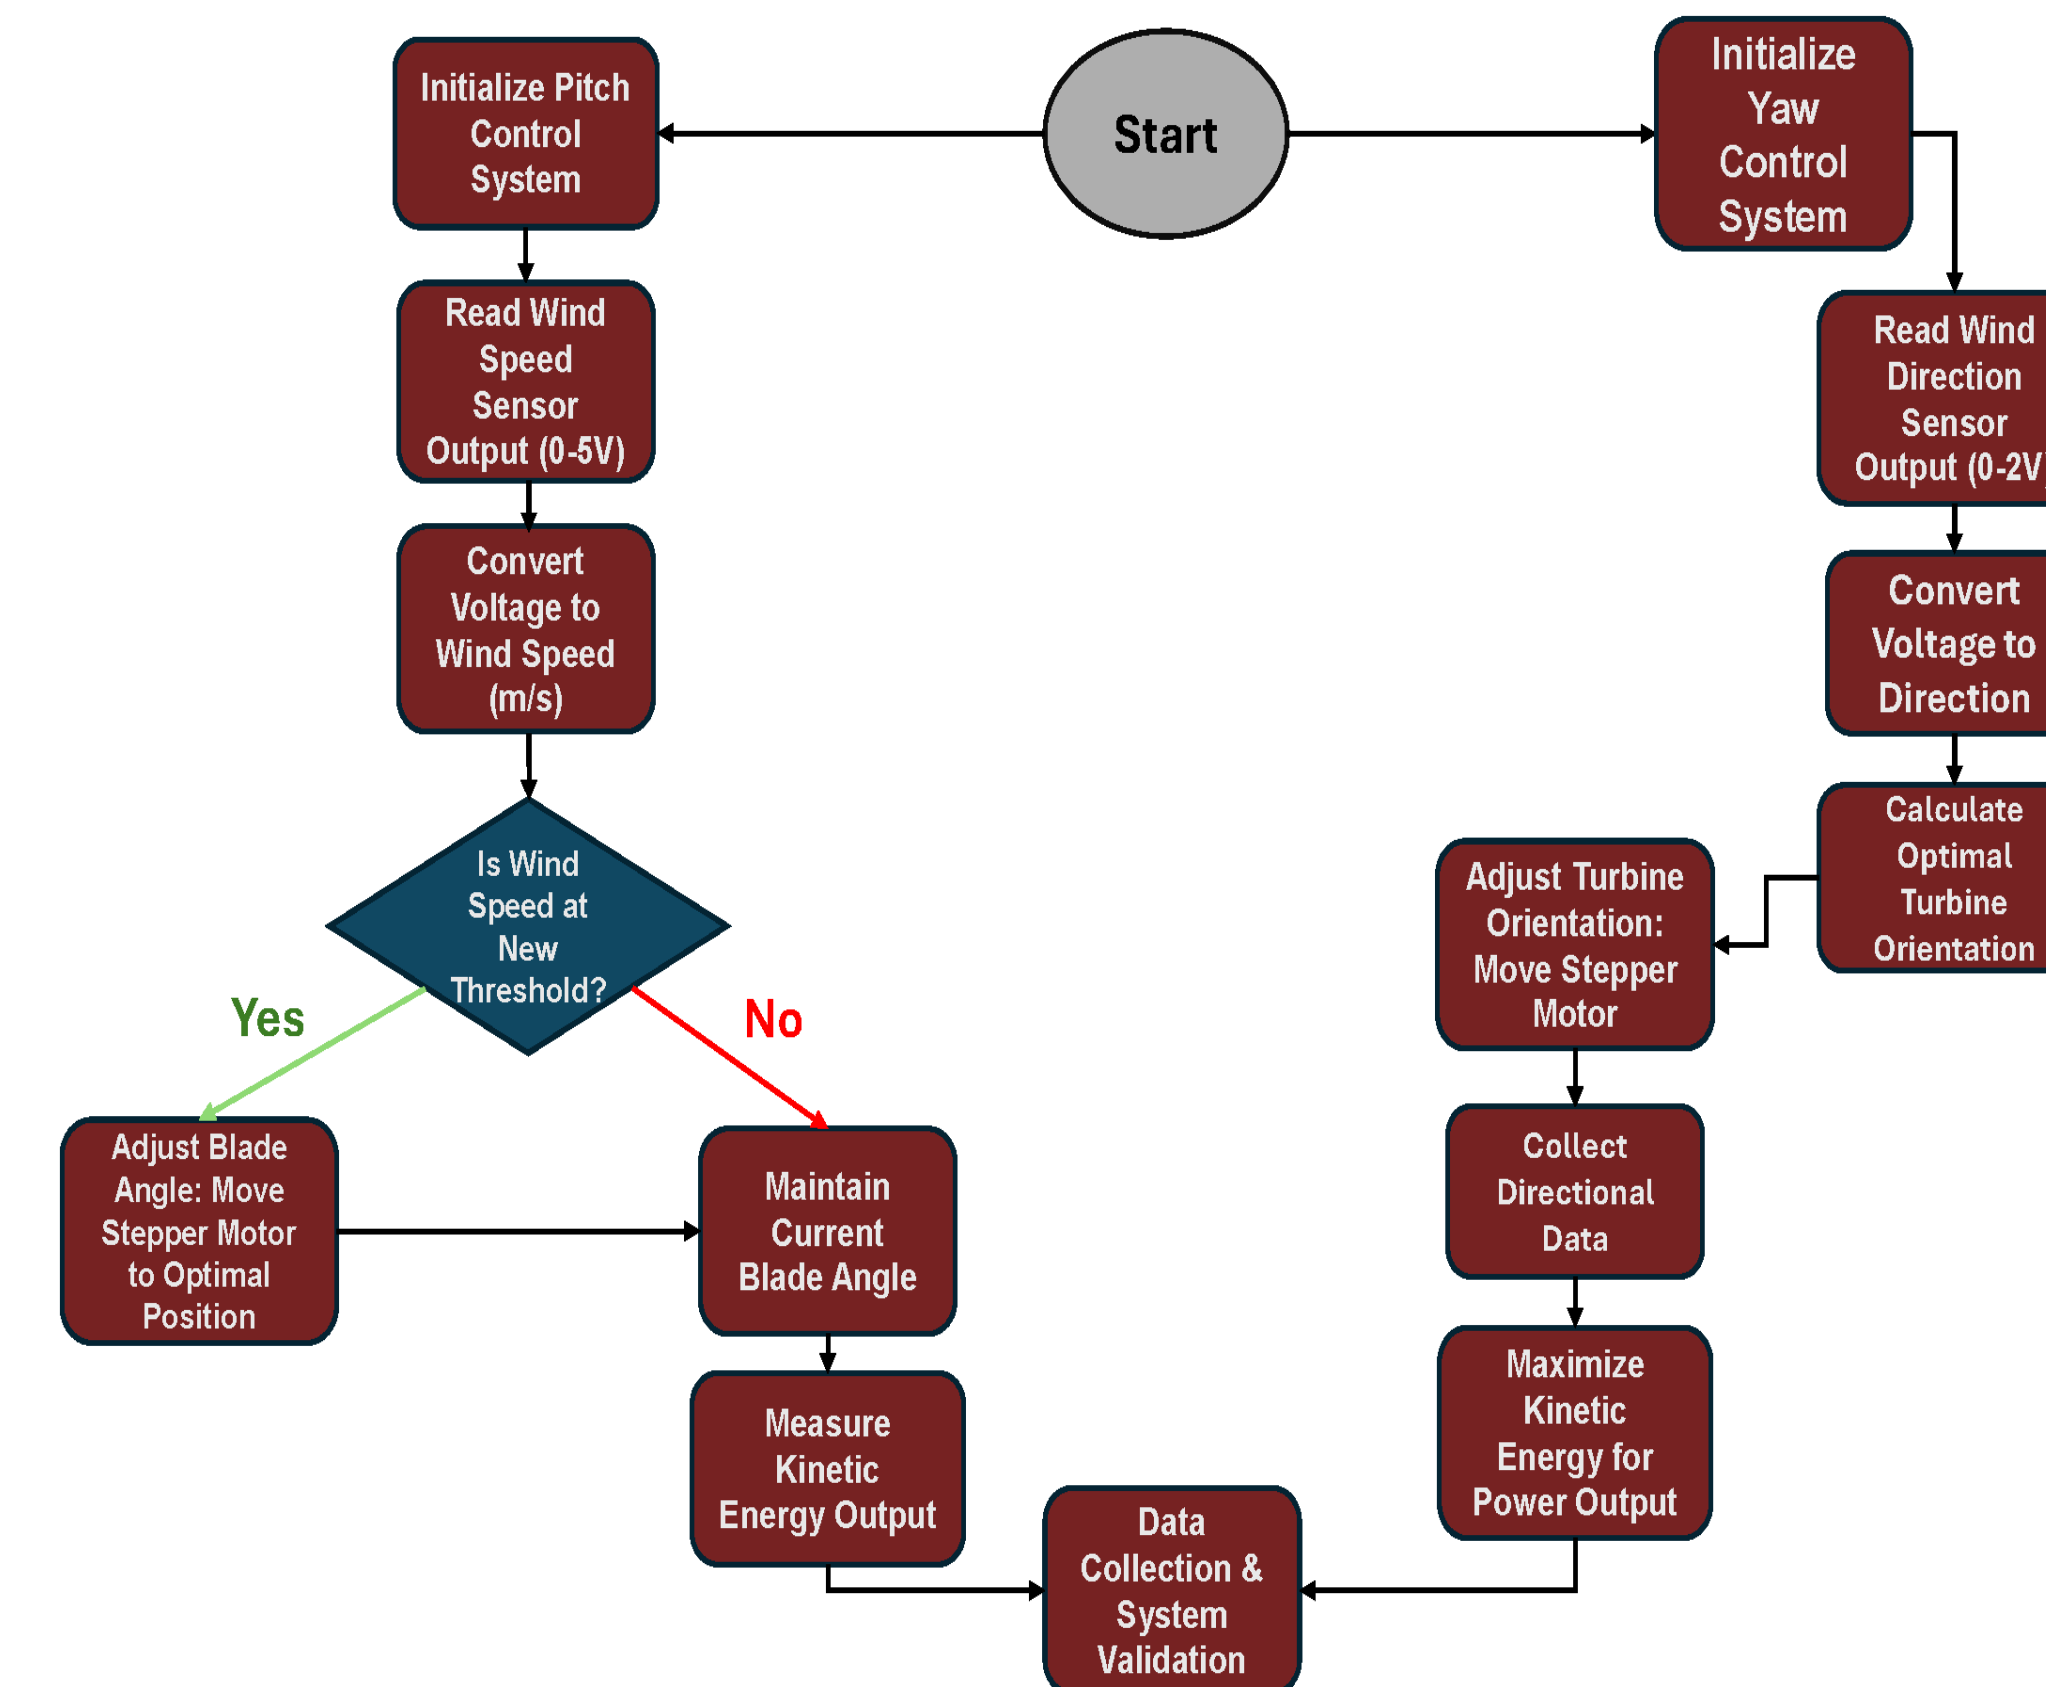 Start
Initialize Pitch
Control
System
Read Wind
Speed
Sensor
Output (0-5V)
Convert
Voltage to
Wind Speed
(m/s)
Is Wind
Speed at
New
Threshold?
Yes
No
Adjust Blade
Angle: Move
Stepper Motor
to Optimal
Position
Maintain
Current
Blade Angle
Measure
Kinetic
Energy Output
Initialize
Yaw
Control
System
Read Wind
Direction
Sensor
Output (0-2V)
Convert
Voltage to
Direction
Calculate
Optimal
Turbine
Orientation
Adjust Turbine
Orientation:
Move Stepper
Motor
Collect
Directional
Data
Maximize
Kinetic
Energy for
Power Output
Data
Collection &
System
Validation